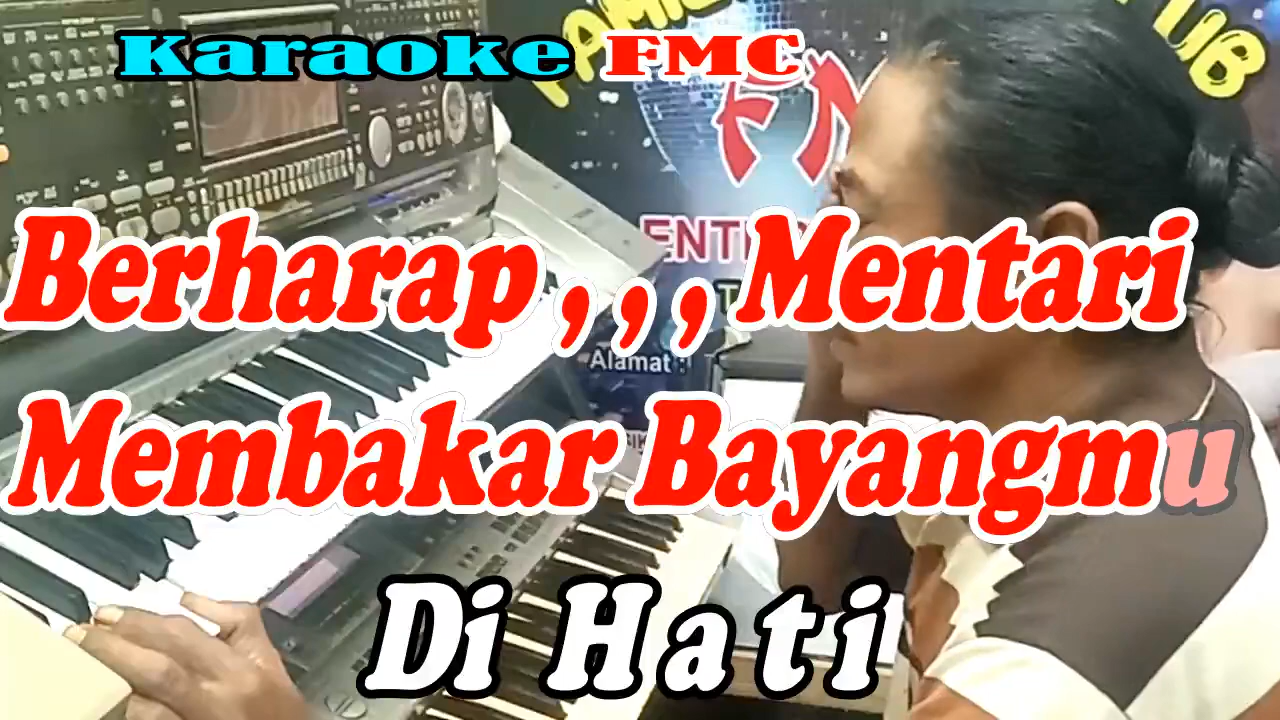 Karaoke FMC
Berharap , , , Mentari
Alamat :
Membakar Bayangmu
Di Hati